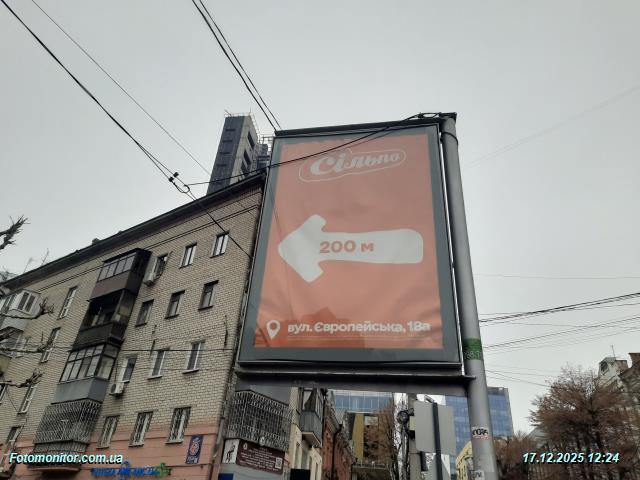 Сільпо
200 м
вул. Європейська, 18а
Fotomonitor.com.ua
17.12.2025 12:24